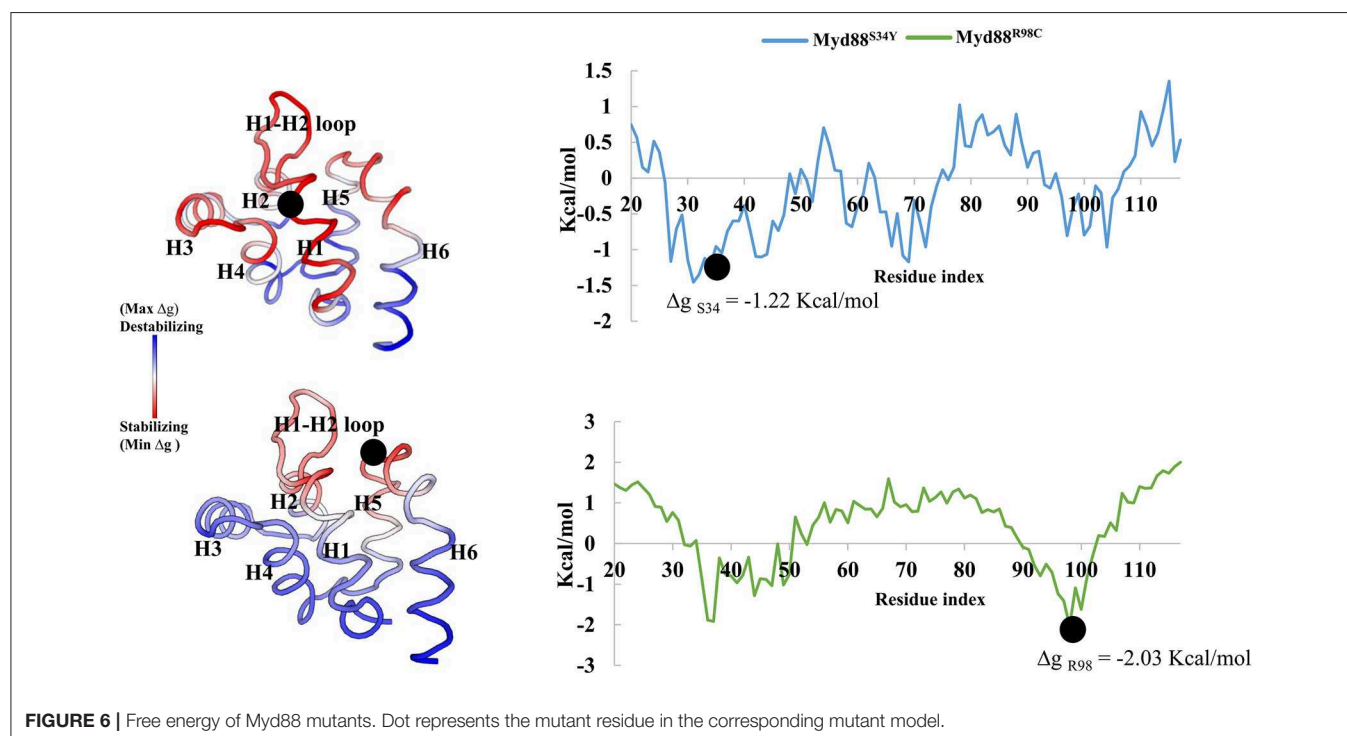 Myd88S34Y Myd88R98C
H1-H2 loop
H2
H5
H3
H1
H4
H6
(Max Δg)
Destabilizing
Stabilizing
(Min Δg )
1.5
1
0.5
0
-0.5
-1
-1.5
-2
Kcal/mol
20 30 40 50 60 70 80 90 100 110
Residue index
Δg S34 = -1.22 Kcal/mol
H1-H2 loop
H2
H5
H3
H1
H4
H6
3
2
1
0
-1
-2
-3
Kcal/mol
20 30 40 50 60 70 80 90 100 110
Residue index
Δg R98 = -2.03 Kcal/mol
FIGURE 6 | Free energy of Myd88 mutants. Dot represents the mutant residue in the corresponding mutant model.